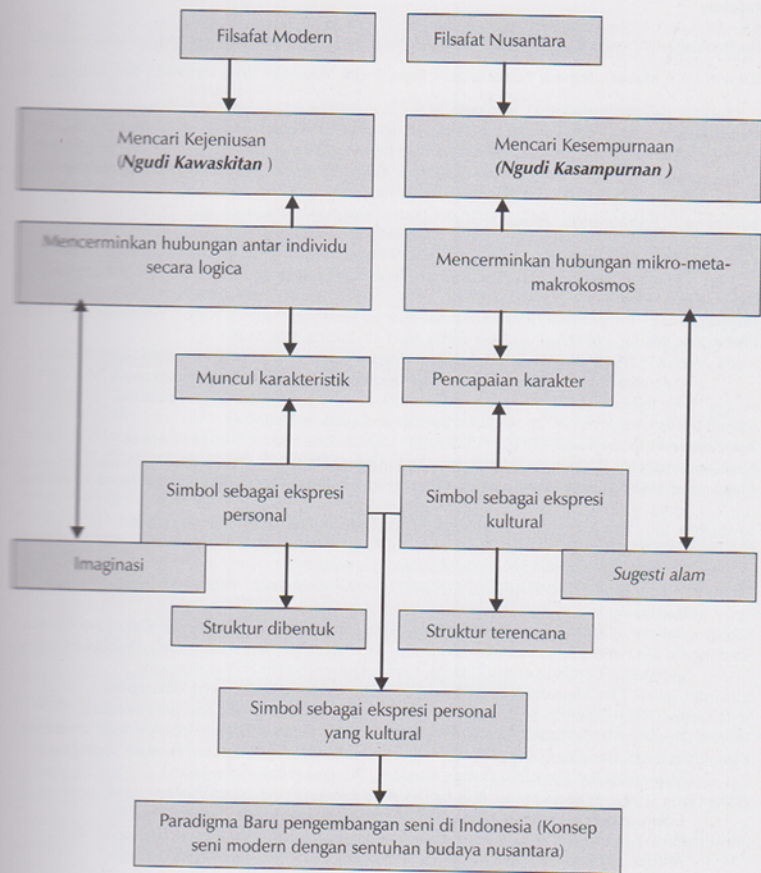 Filsafat Modern
Filsafat Nusantara
Mencari Kejeniusan
(Ngudi Kawaskitan )
Mencari Kesempurnaan
(Ngudi Kasampurnan )
Mencerminkan hubungan antar individu
secara logica
Mencerminkan hubungan mikro-meta-
makrokosmos
Muncul karakteristik
Pencapaian karakter
Simbol sebagai ekspresi
personal
Simbol sebagai ekspresi
kultural
Imaginasi
Sugesti alam
Struktur dibentuk
Struktur terencana
Simbol sebagai ekspresi personal
yang kultural
Paradigma Baru pengembangan seni di Indonesia (Konsep
seni modern dengan sentuhan budaya nusantara)